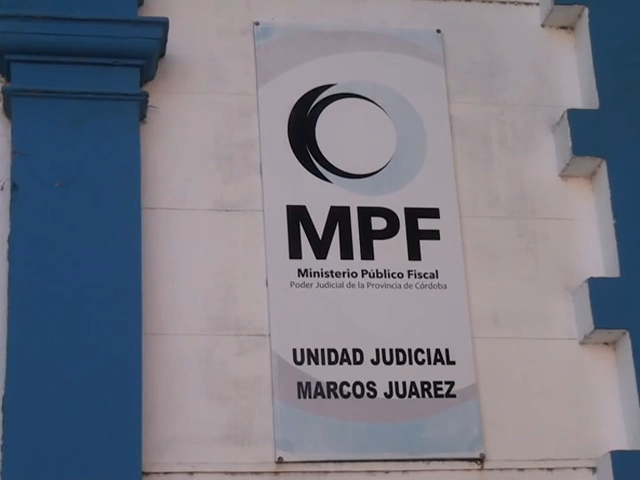 MPF
Ministerio Público Fiscal
Poder Judicial de la Provincia de Córdoba
UNIDAD JUDICIAL
MARCOS JUAREZ